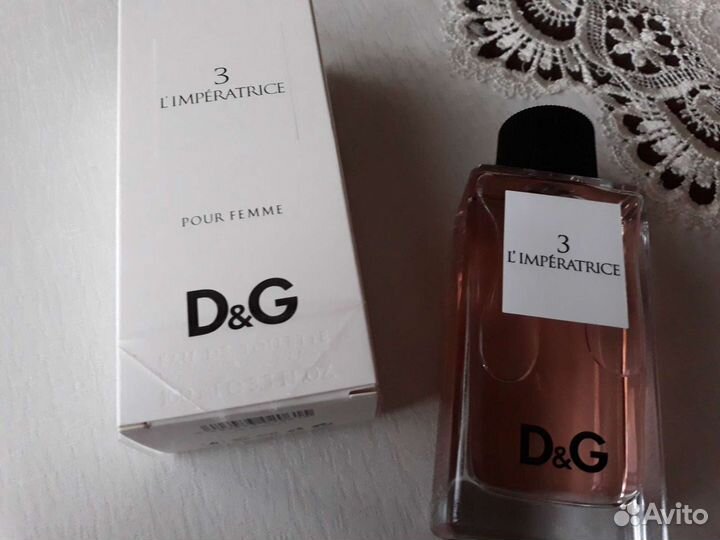 3
L'IMPÉRATRICE
POUR FEMME
D&G
3
L'IMPÉRATRICE
D&G
Avito